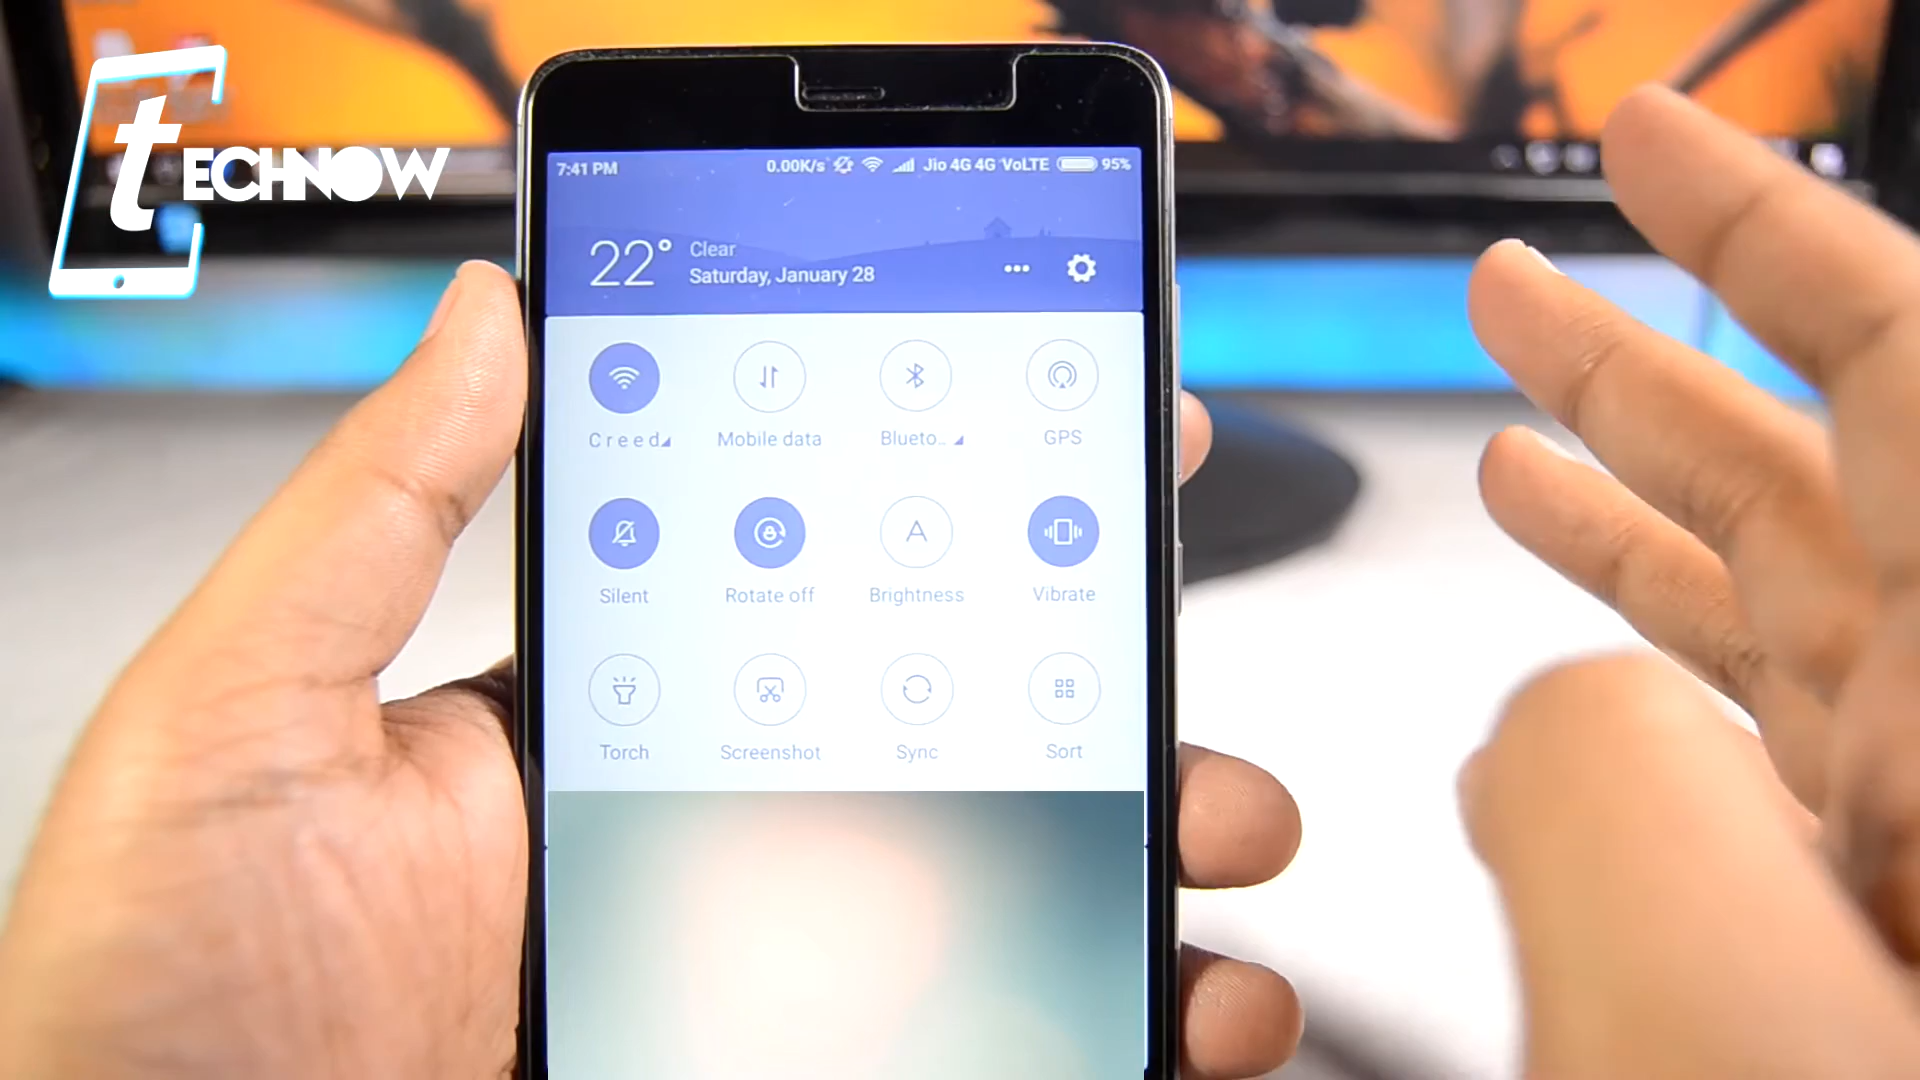 tECHNOW
7:41 PM 0.00K/s Jio 4G 4G VoLTE 95%
22° Clear
Saturday, January 28
Creed Mobile data Blueto.. GPS
Silent Rotate off Brightness Vibrate
A
Torch Screenshot Sync Sort